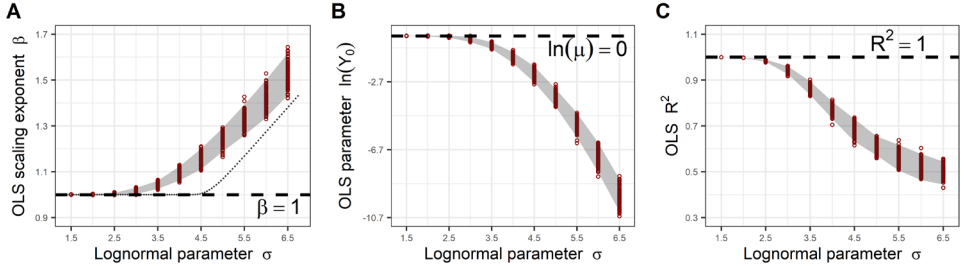 A
OLS scaling exponent β
1.7
1.5
1.3
1.1
0.9
β = 1
1.5 2.5 3.5 4.5 5.5 6.5
Lognormal parameter σ
B
OLS parameter ln(Y₀)
-2.7
-6.7
-10.7
ln(μ) = 0
1.5 2.5 3.5 4.5 5.5 6.5
Lognormal parameter σ
C
OLS R²
1.1
0.9
0.7
0.5
0.3
R² = 1
1.5 2.5 3.5 4.5 5.5 6.5
Lognormal parameter σ